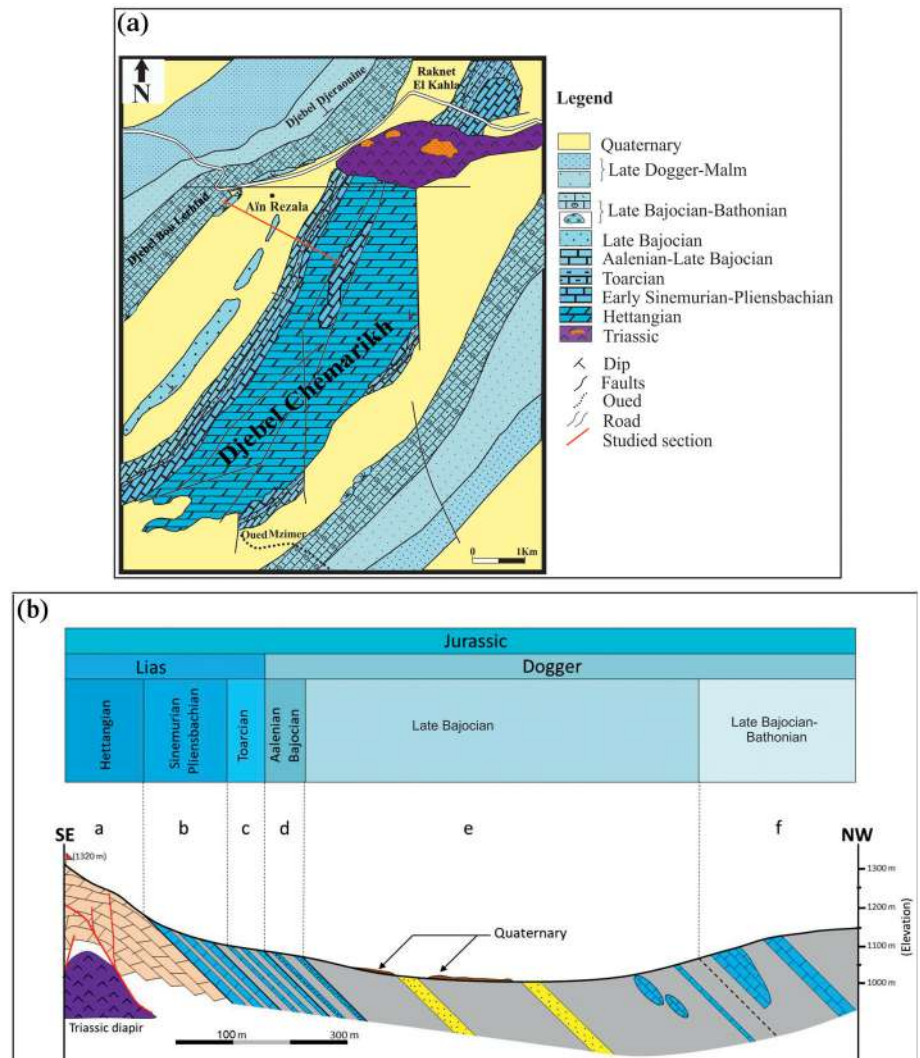 (a)
N
Djebel Djeraouine
Raknet
El Kahla
Aïn Rezala
Djebel Bou Lerhfad
Djebel Chemarikh
Oued Mzimer
0 1Km
Legend
Quaternary
Late Dogger-Malm
Late Bajocian-Bathonian
Late Bajocian
Aalenian-Late Bajocian
Toarcian
Early Sinemurian-Pliensbachian
Hettangian
Triassic
Dip
Faults
Oued
Road
Studied section
(b)
Jurassic
Lias
Dogger
Hettangian
Sinemurian
Pliensbachian
Toarcian
Aalenian
Bajocian
Late Bajocian
Late Bajocian-
Bathonian
a b c d e f
SE
NW
(1320 m)
1300 m
1200 m
1100 m
1000 m
(Elevation)
Quaternary
Triassic diapir
100 m 300 m